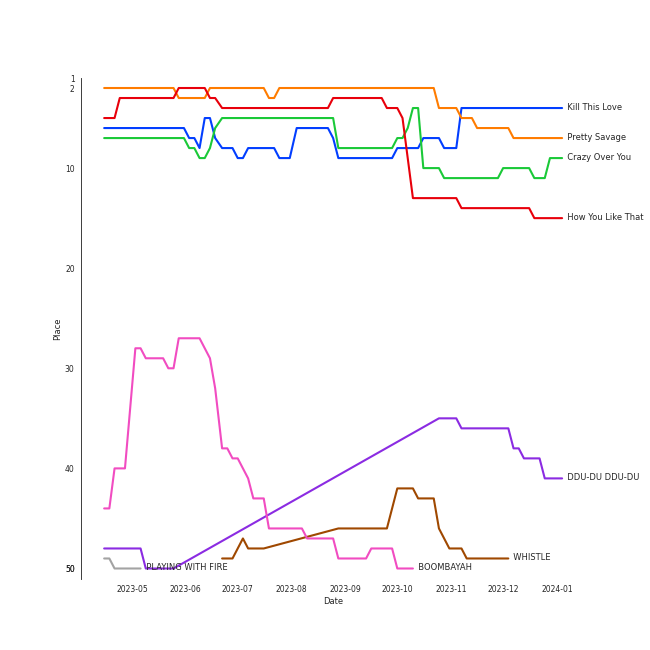 1
2
Kill This Love
Pretty Savage
Crazy Over You
10
How You Like That
20
Place
30
40
DDU-DU DDU-DU
WHISTLE
50
PLAYING WITH FIRE
BOOMBAYAH
2023-05
2023-06
2023-07
2023-08
2023-09
2023-10
2023-11
2023-12
2024-01
Date